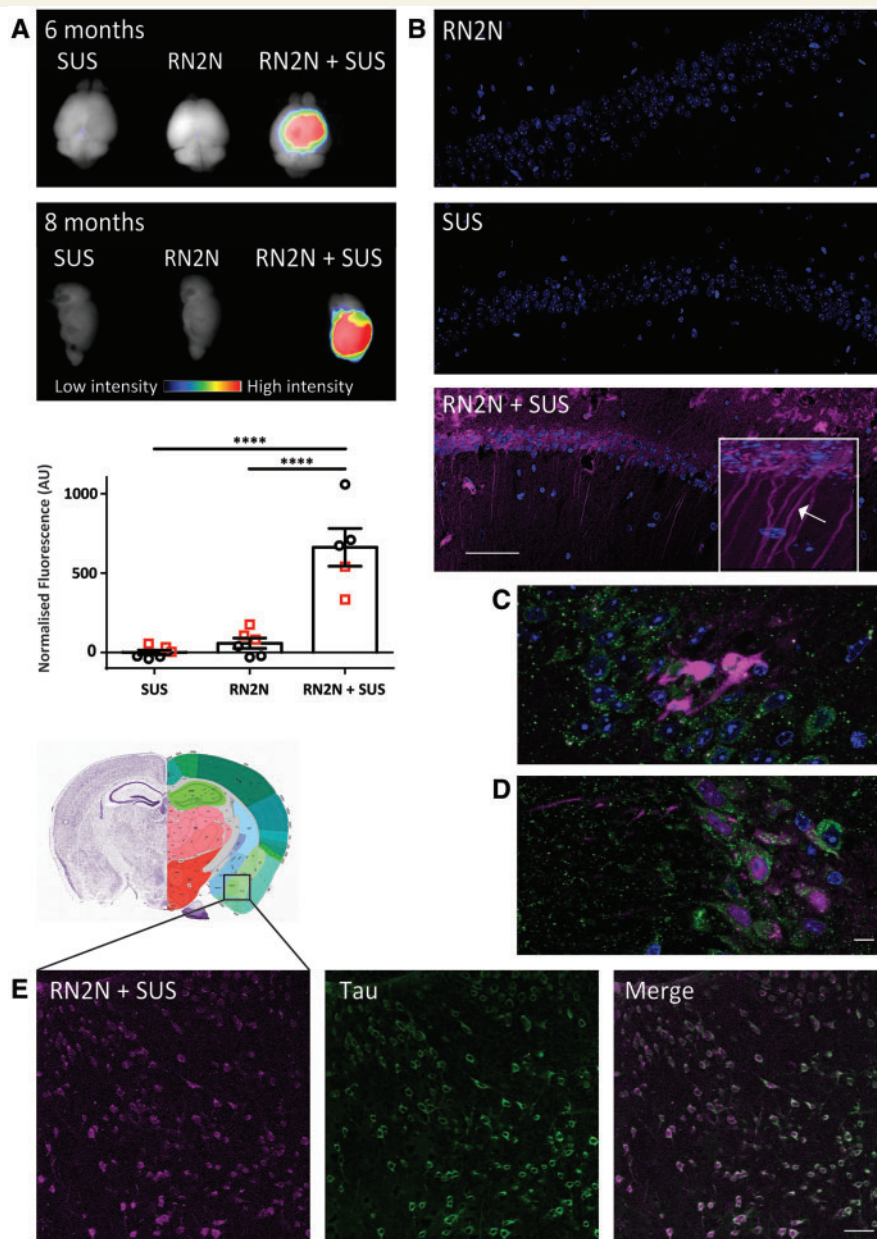 A
6 months
SUS
RN2N
RN2N + SUS
8 months
SUS
RN2N
RN2N + SUS
Low intensity
High intensity
****
****
1000
500
0
Normalised Fluorescence (AU)
SUS
RN2N
RN2N + SUS
B
RN2N
SUS
RN2N + SUS
C
D
E
RN2N + SUS
Tau
Merge